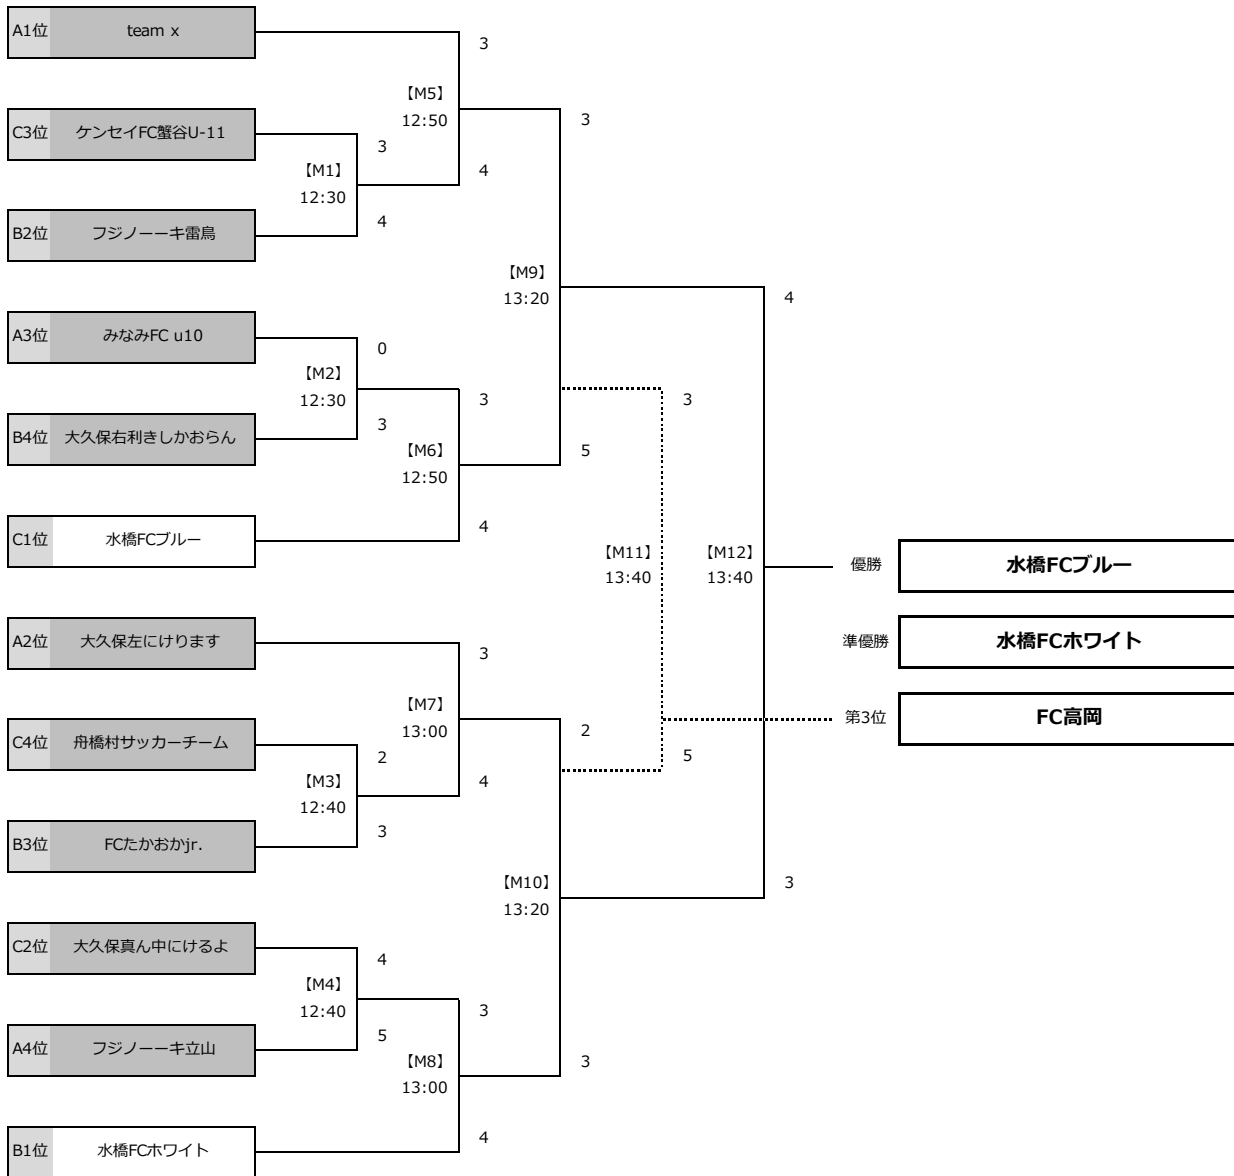 A1位 team x
3
【M5】
12:50
3
C3位 ケンセイFC蟹谷U-11
3
【M1】
12:30
4
B2位 フジノーーキ雷鳥
4
【M9】
13:20
4
A3位 みなみFC u10
0
【M2】
12:30
3
3
B4位 大久保右利きしかおらん
3
【M6】
12:50
5
C1位 水橋FCブルー
4
【M11】
13:40
【M12】
13:40
優勝 水橋FCブルー
準優勝 水橋FCホワイト
第3位 FC高岡
A2位 大久保左にけります
3
【M7】
13:00
2
C4位 舟橋村サッカーチーム
2
5
【M3】
12:40
4
B3位 FCたかおかjr.
3
【M10】
13:20
3
C2位 大久保真ん中にけるよ
4
【M4】
12:40
3
A4位 フジノーーキ立山
5
【M8】
13:00
3
B1位 水橋FCホワイト
4